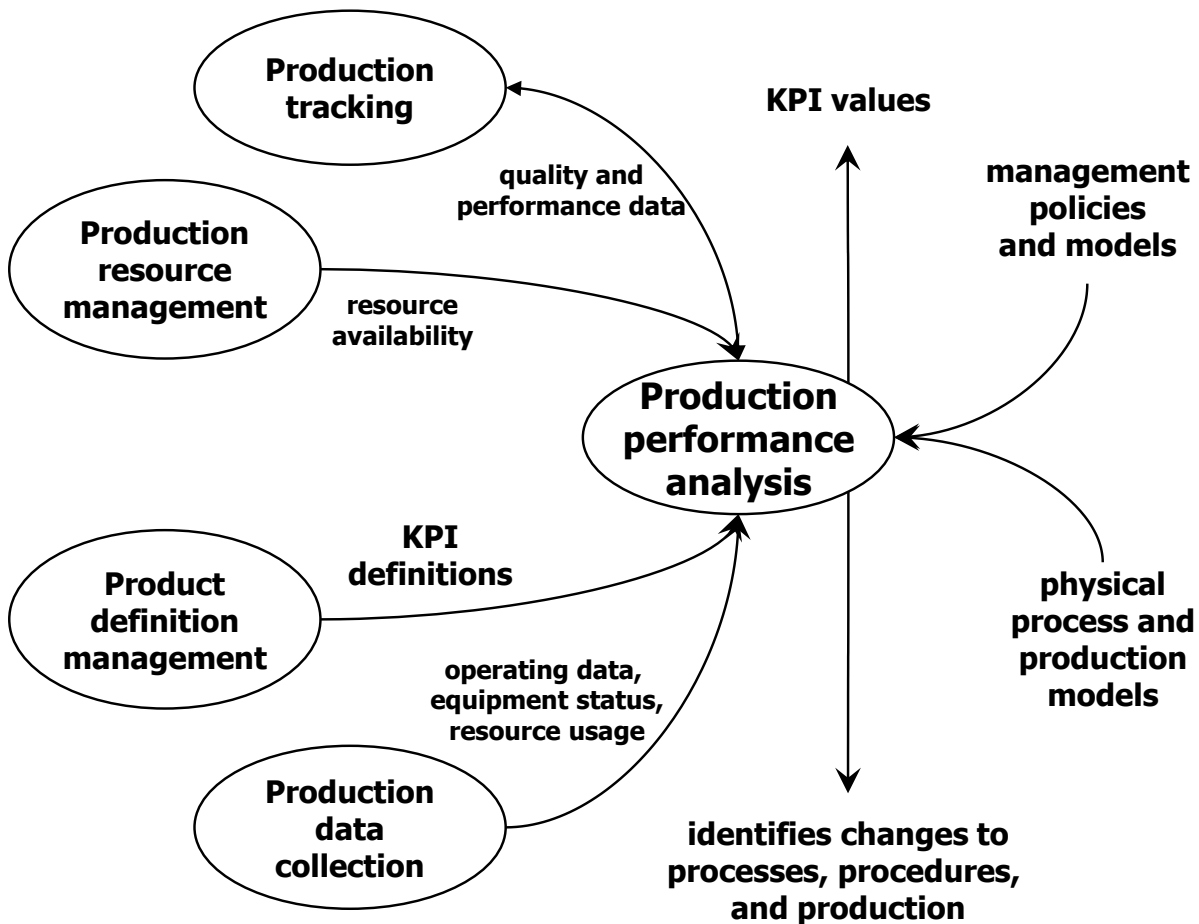 Production
tracking
KPI values
quality and
performance data
management
policies
and models
Production
resource
management
resource
availability
Production
performance
analysis
KPI
definitions
Product
definition
management
physical
process and
production
models
operating data,
equipment status,
resource usage
Production
data
collection
identifies changes to
processes, procedures,
and production